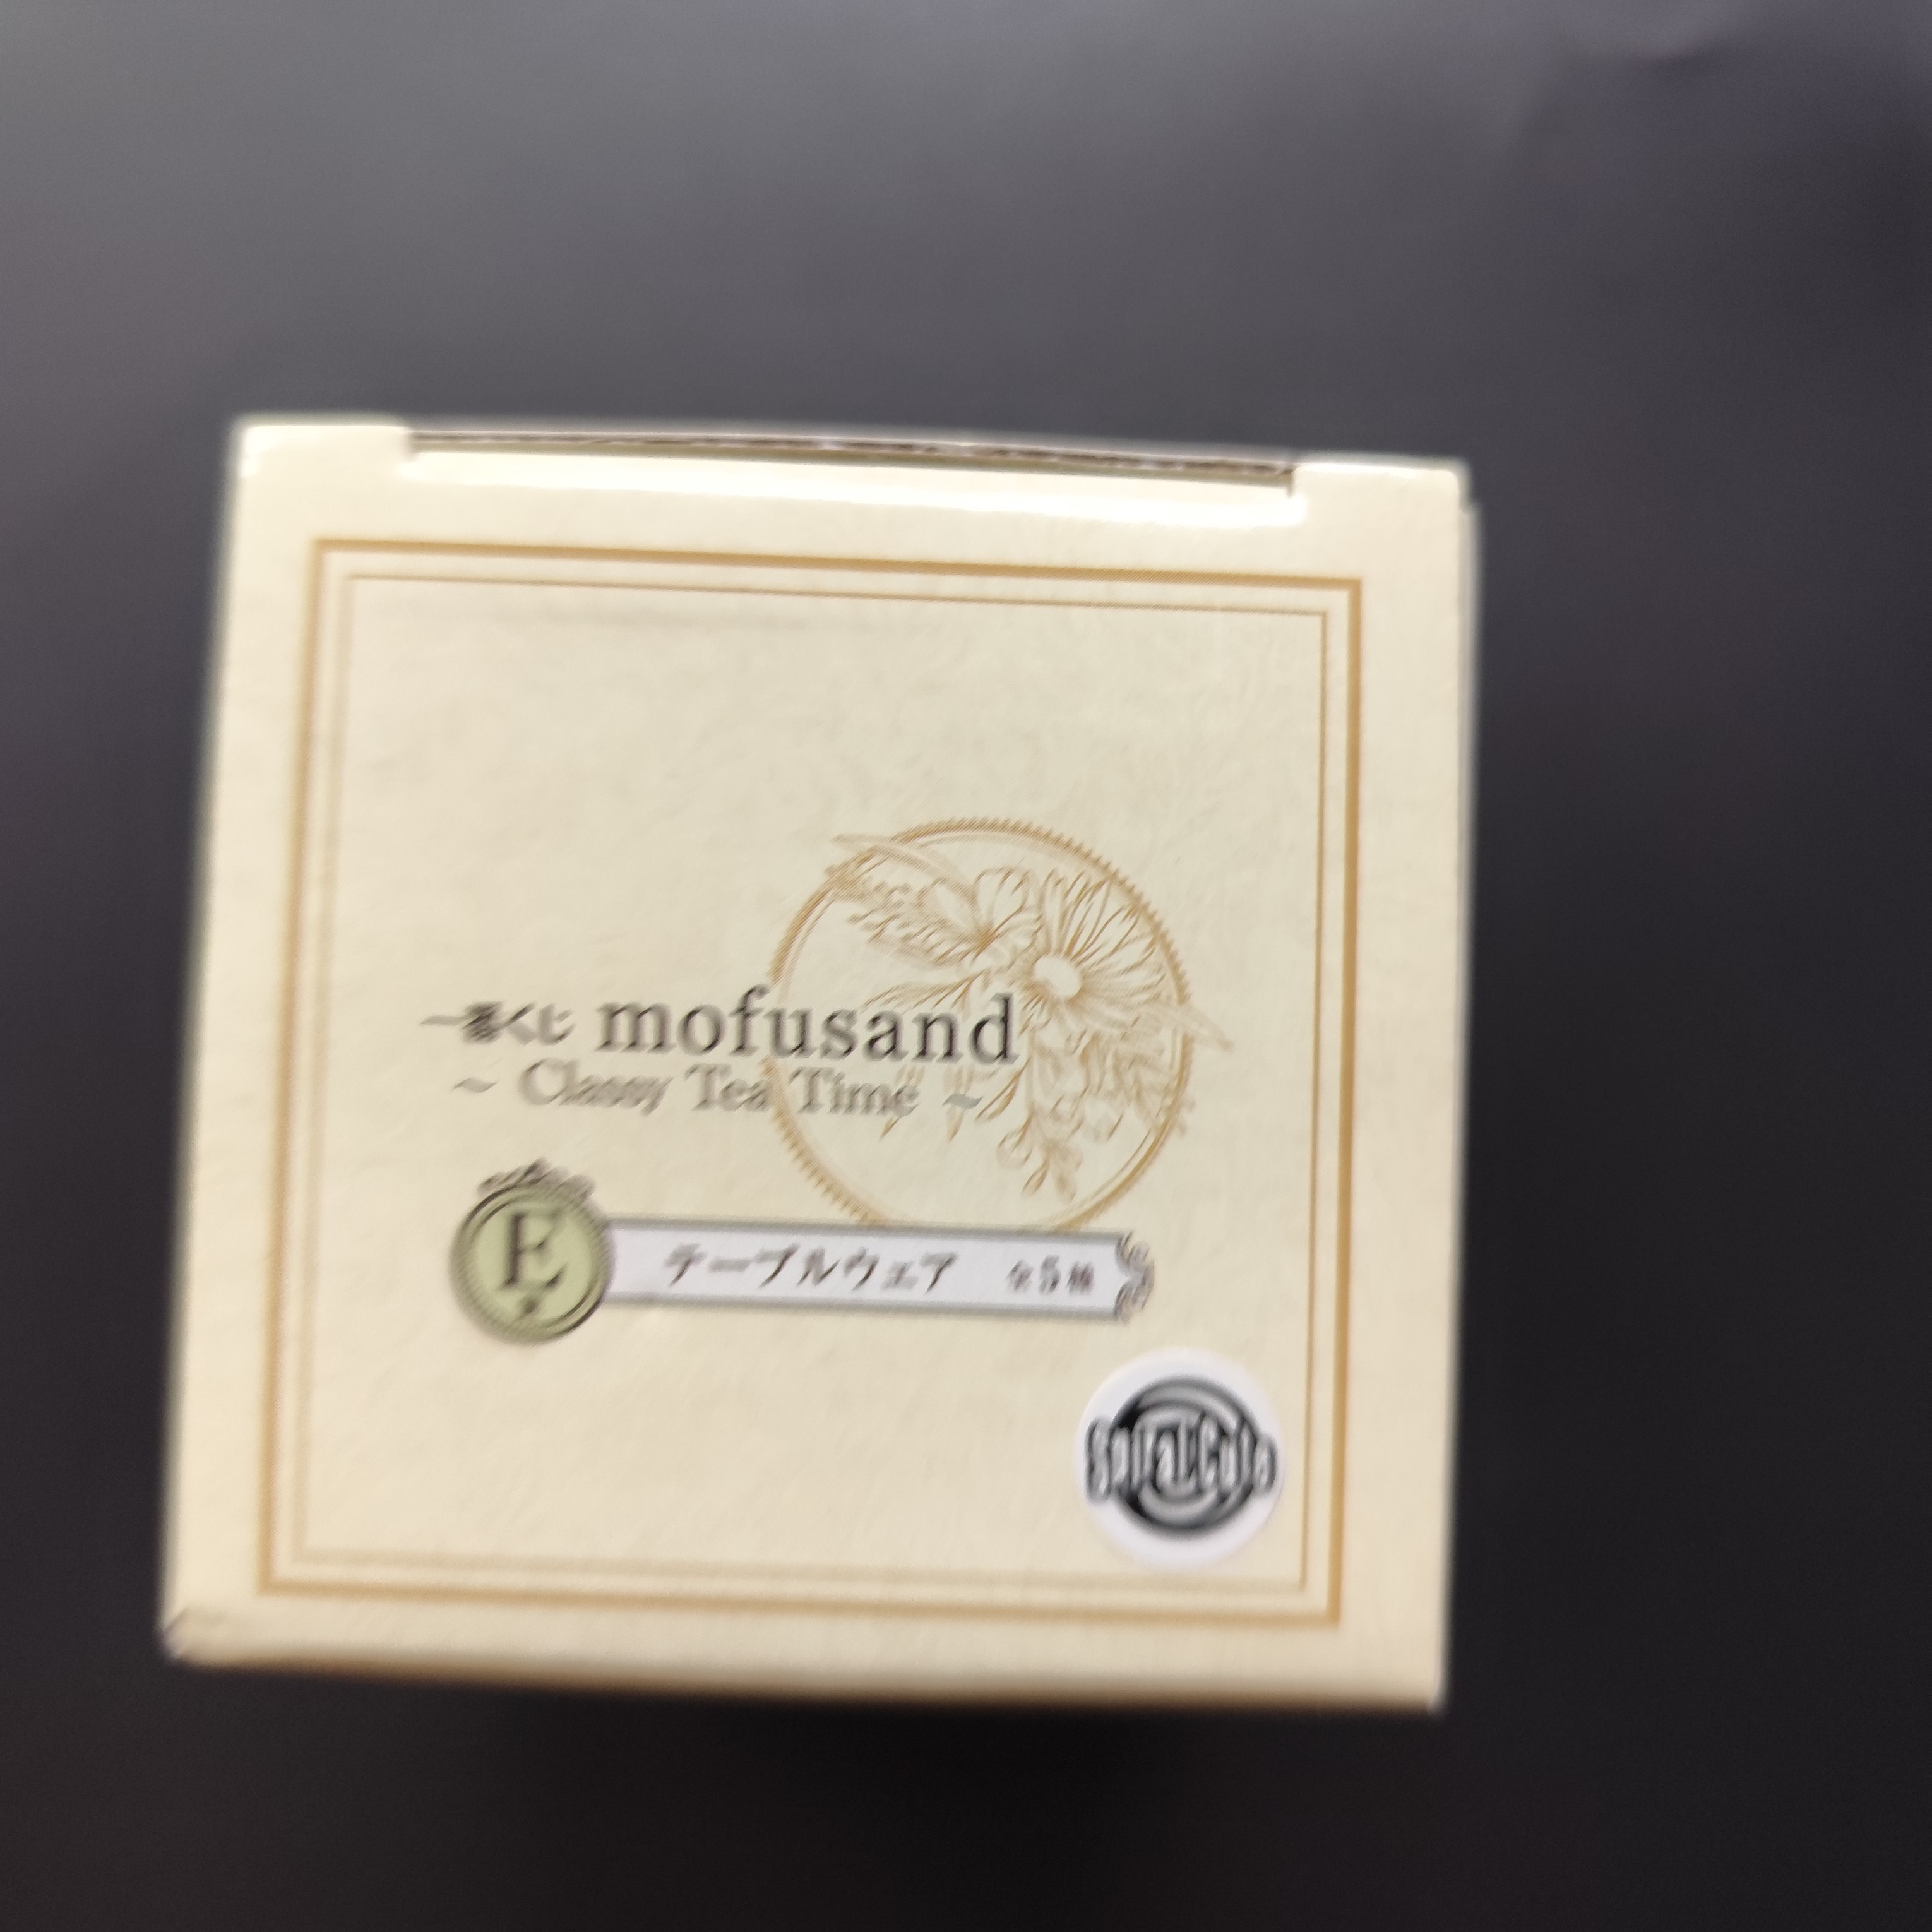 一番くじ mofusand
~ Classy Tea Time ~
E
テーブルウェア 全5種